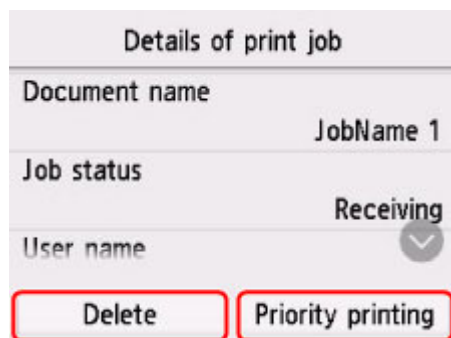 Details of print job
Document name
JobName 1
Job status
Receiving
User name
Delete
Priority printing